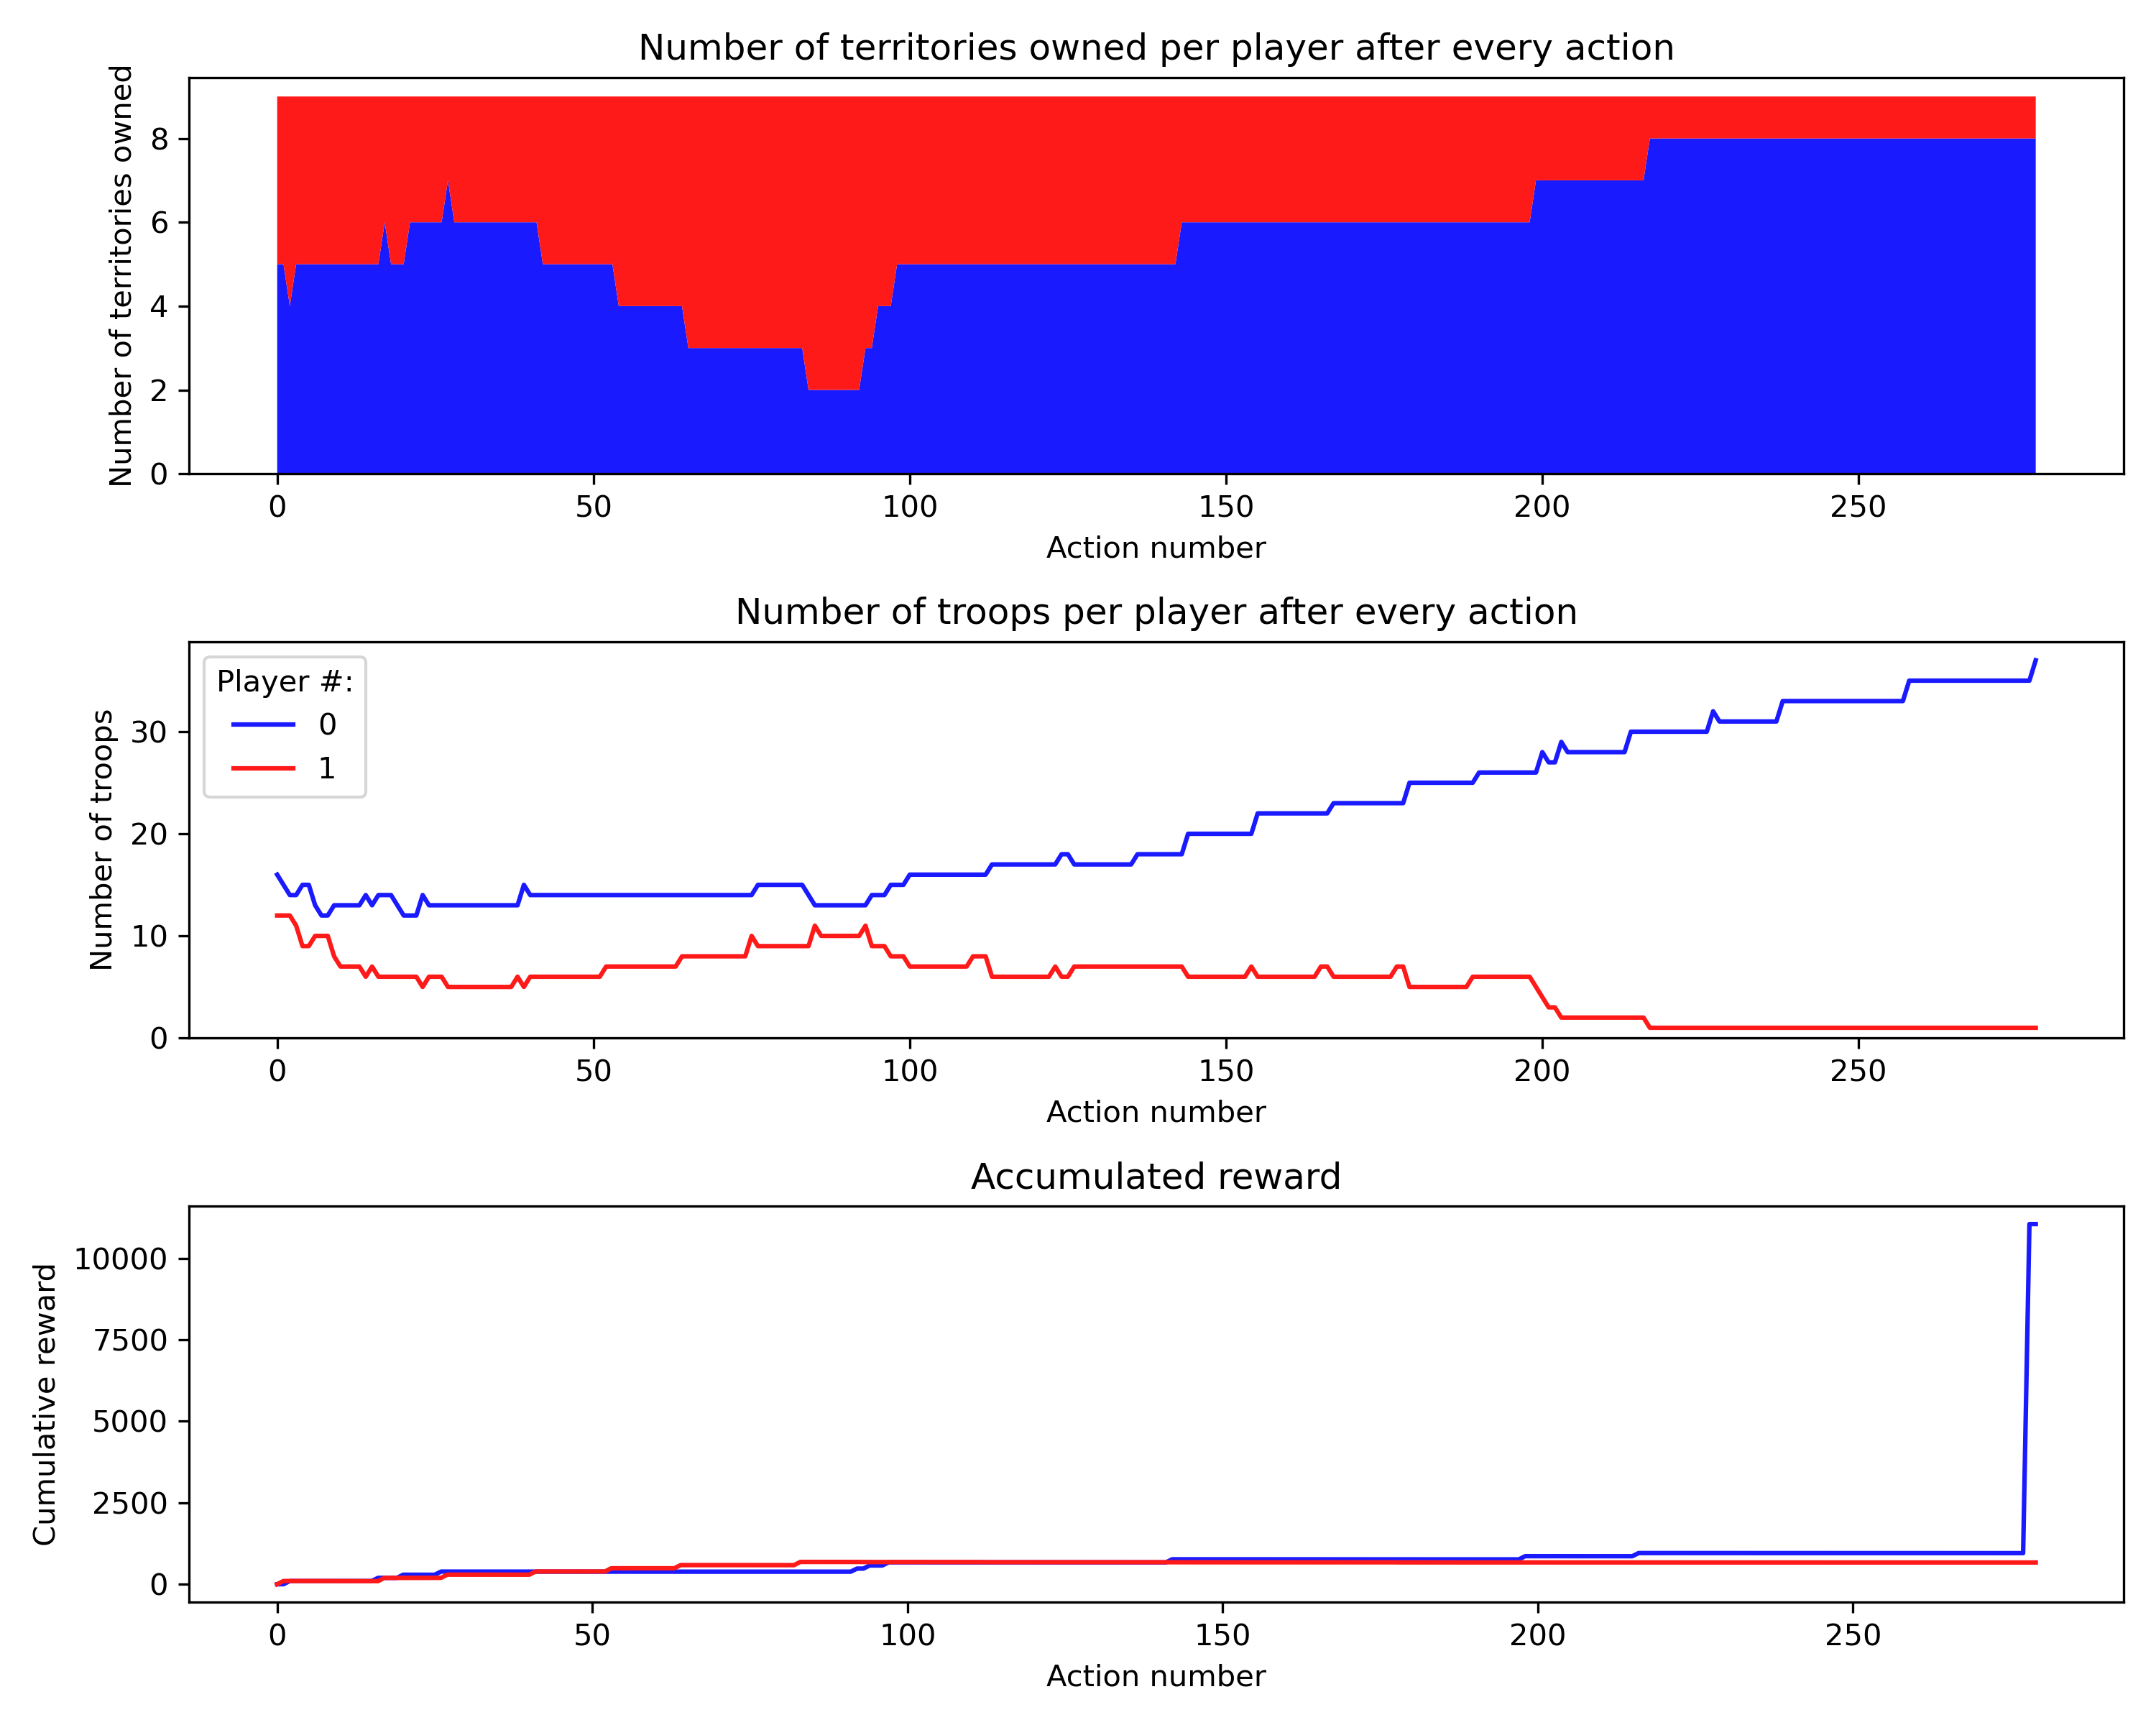 Number of territories owned per player after every action
Number of territories owned
8
6
4
2
0
0 50 100 150 200 250
Action number
Number of troops per player after every action
Number of troops
Player #:
0
1
30
20
10
0
0 50 100 150 200 250
Action number
Accumulated reward
Cumulative reward
10000
7500
5000
2500
0
0 50 100 150 200 250
Action number